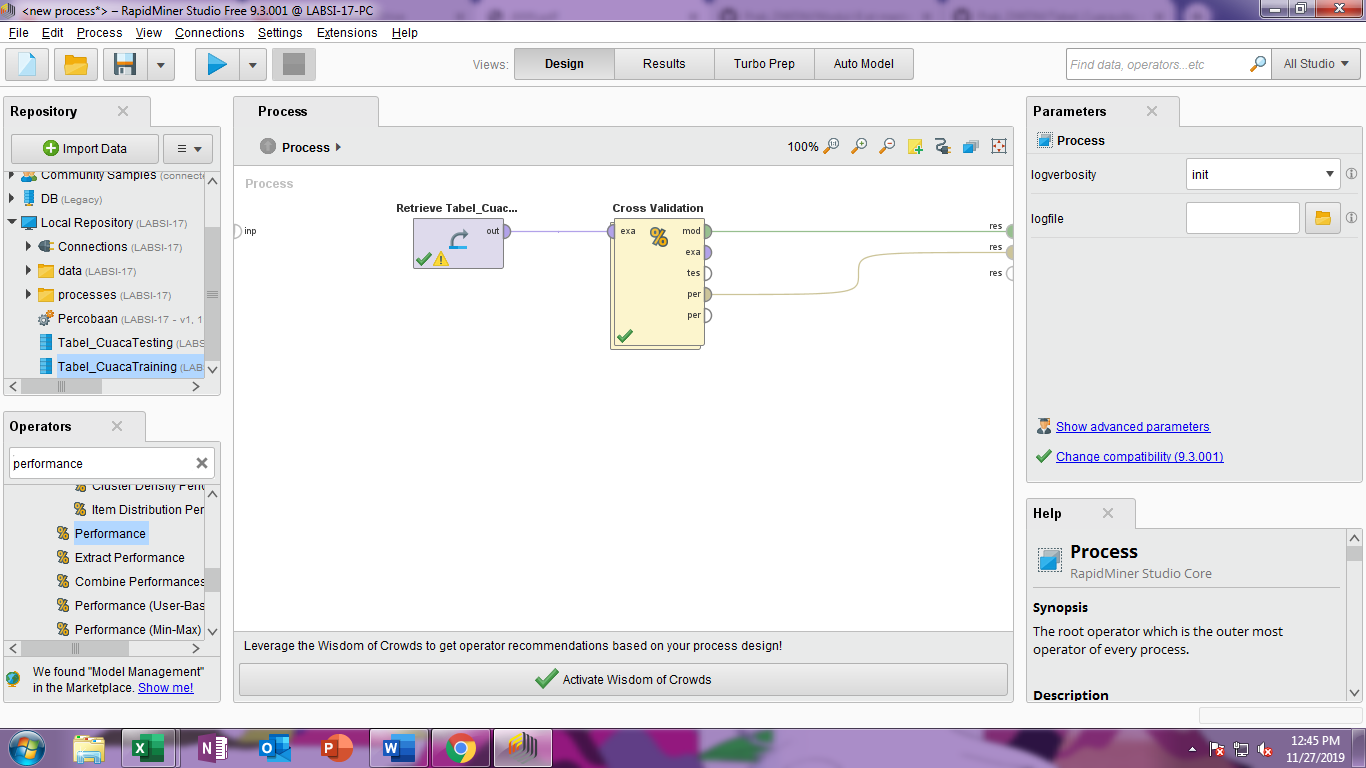 <new process*> – RapidMiner Studio Free 9.3.001 @ LABSI-17-PC
File Edit Process View Connections Settings Extensions Help
Views: Design Results Turbo Prep Auto Model
Find data, operators...etc All Studio
Repository
Import Data
Community Samples (connecte
DB (Legacy)
Local Repository (LABSI-17)
Connections (LABSI-17)
data (LABSI-17)
processes (LABSI-17)
Percobaan (LABSI-17 - v1, 1
Tabel_CuacaTesting (LABS
Tabel_CuacaTraining (LAB
Operators
performance
Cluster Density Perfo
Item Distribution Per
Performance
Extract Performance
Combine Performances
Performance (User-Bas
Performance (Min-Max)
We found "Model Management"
in the Marketplace. Show me!
Process
Process
100%
Process
inp
Retrieve Tabel_Cuac...
out
Cross Validation
exa
%
mod
exa
tes
per
per
res
res
res
Leverage the Wisdom of Crowds to get operator recommendations based on your process design!
Activate Wisdom of Crowds
Parameters
Process
logverbosity init
logfile
Show advanced parameters
Change compatibility (9.3.001)
Help
Process
RapidMiner Studio Core
Synopsis
The root operator which is the outer most
operator of every process.
Description
12:45 PM
11/27/2019